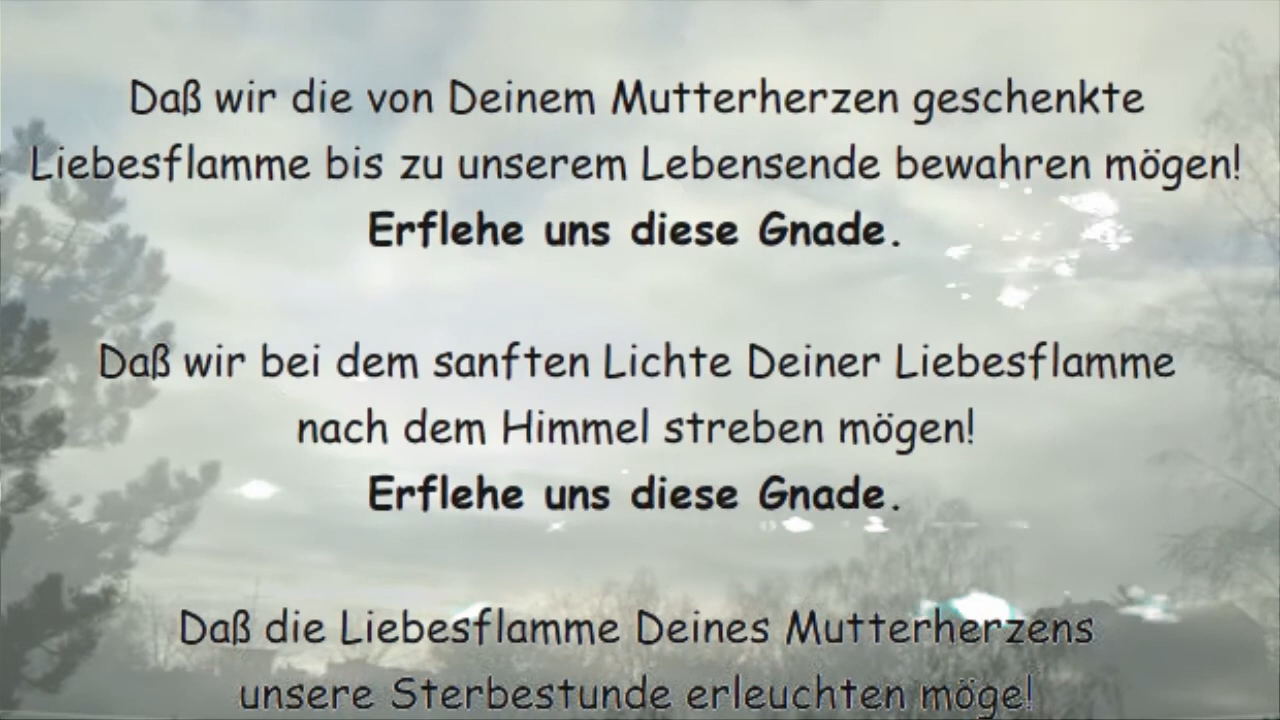 Daß wir die von Deinem Mutterherzen geschenkte
Liebesflamme bis zu unserem Lebensende bewahren mögen!
Erflehe uns diese Gnade.
Daß wir bei dem sanften Lichte Deiner Liebesflamme
nach dem Himmel streben mögen!
Erflehe uns diese Gnade.
Daß die Liebesflamme Deines Mutterherzens
unsere Sterbestunde erleuchten möge!